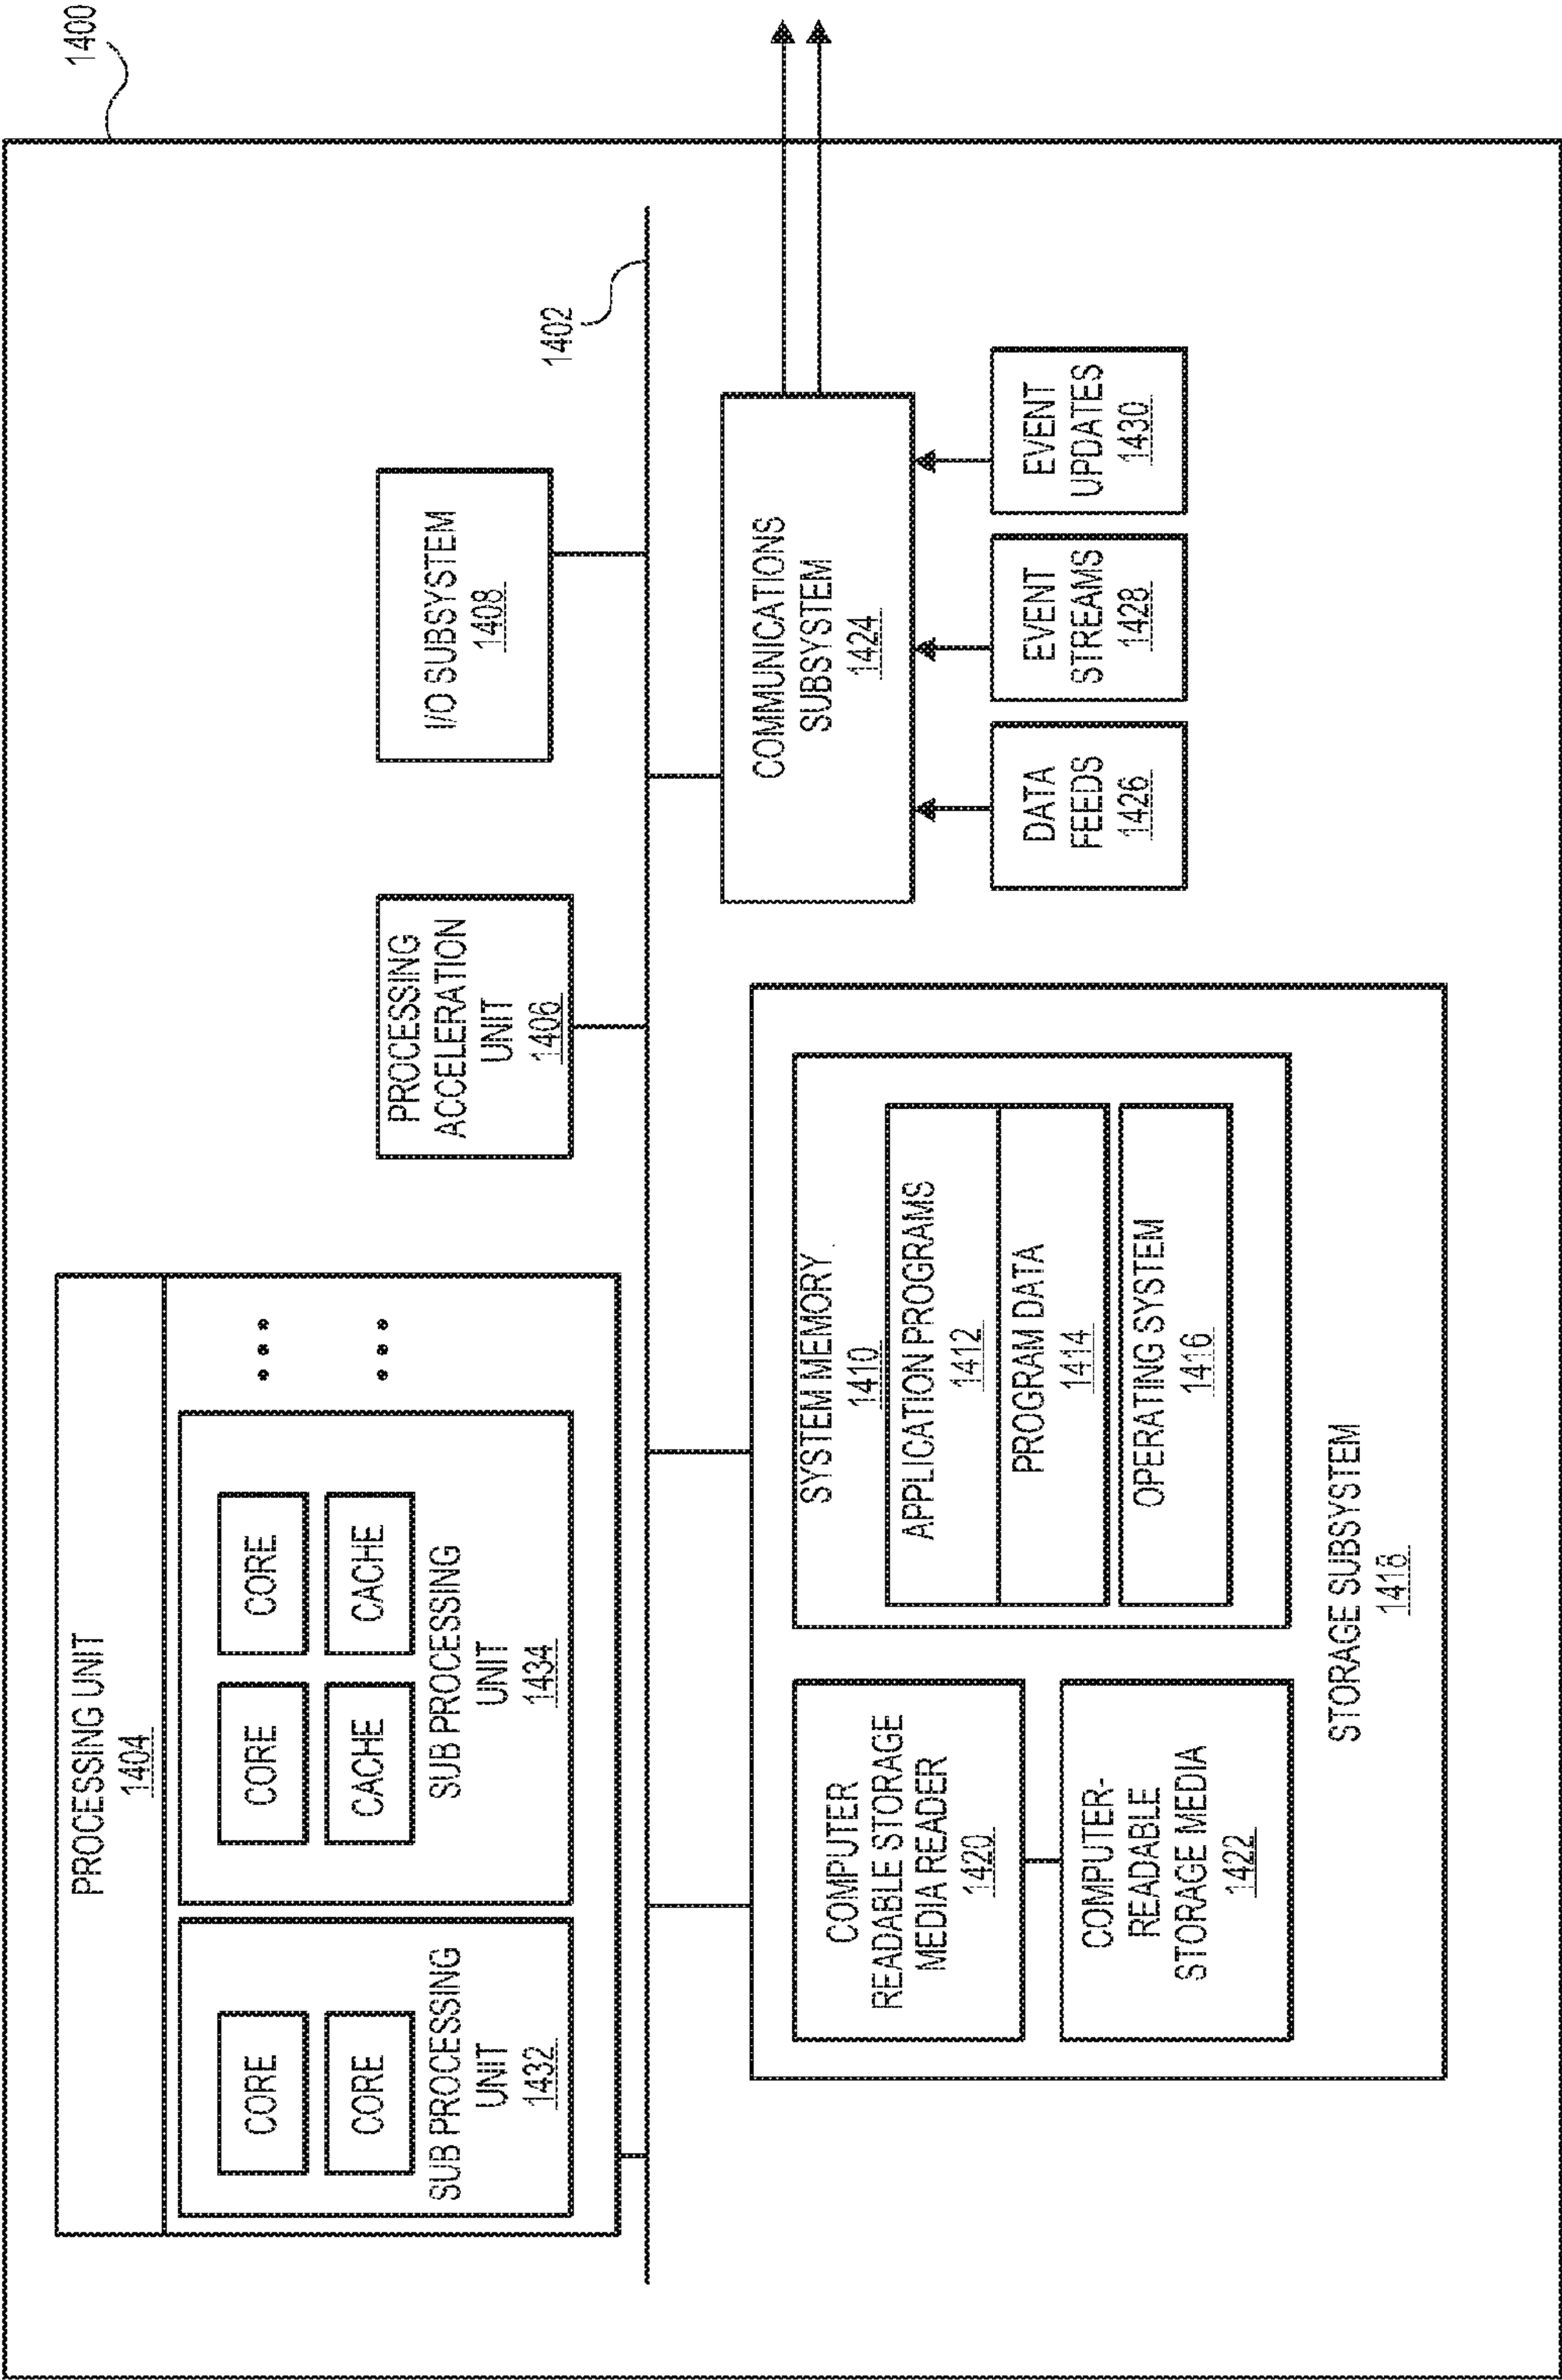 1400
PROCESSING UNIT
1404
CORE
CORE
SUB PROCESSING
UNIT
1432
CORE
CORE
CACHE
CACHE
SUB PROCESSING
UNIT
1434
PROCESSING
ACCELERATION
UNIT
1406
I/O SUBSYSTEM
1408
1402
COMPUTER
READABLE STORAGE
MEDIA READER
1420
COMPUTER-
READABLE
STORAGE MEDIA
1422
SYSTEM MEMORY
1410
APPLICATION PROGRAMS
1412
PROGRAM DATA
1414
OPERATING SYSTEM
1416
STORAGE SUBSYSTEM
1418
COMMUNICATIONS
SUBSYSTEM
1424
DATA
FEEDS
1426
EVENT
STREAMS
1428
EVENT
UPDATES
1430